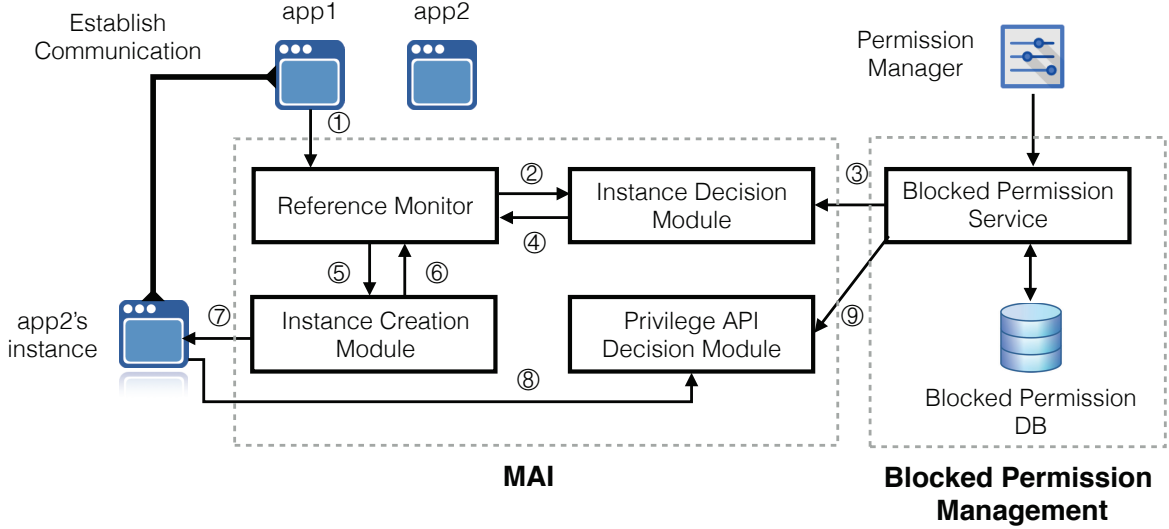 Establish
Communication
app1
app2
Permission
Manager
①
Reference Monitor
②
④
Instance Decision
Module
③
Blocked Permission
Service
⑤
⑥
app2's
instance
⑦
Instance Creation
Module
Privilege API
Decision Module
⑨
⑧
Blocked Permission
DB
MAI
Blocked Permission
Management